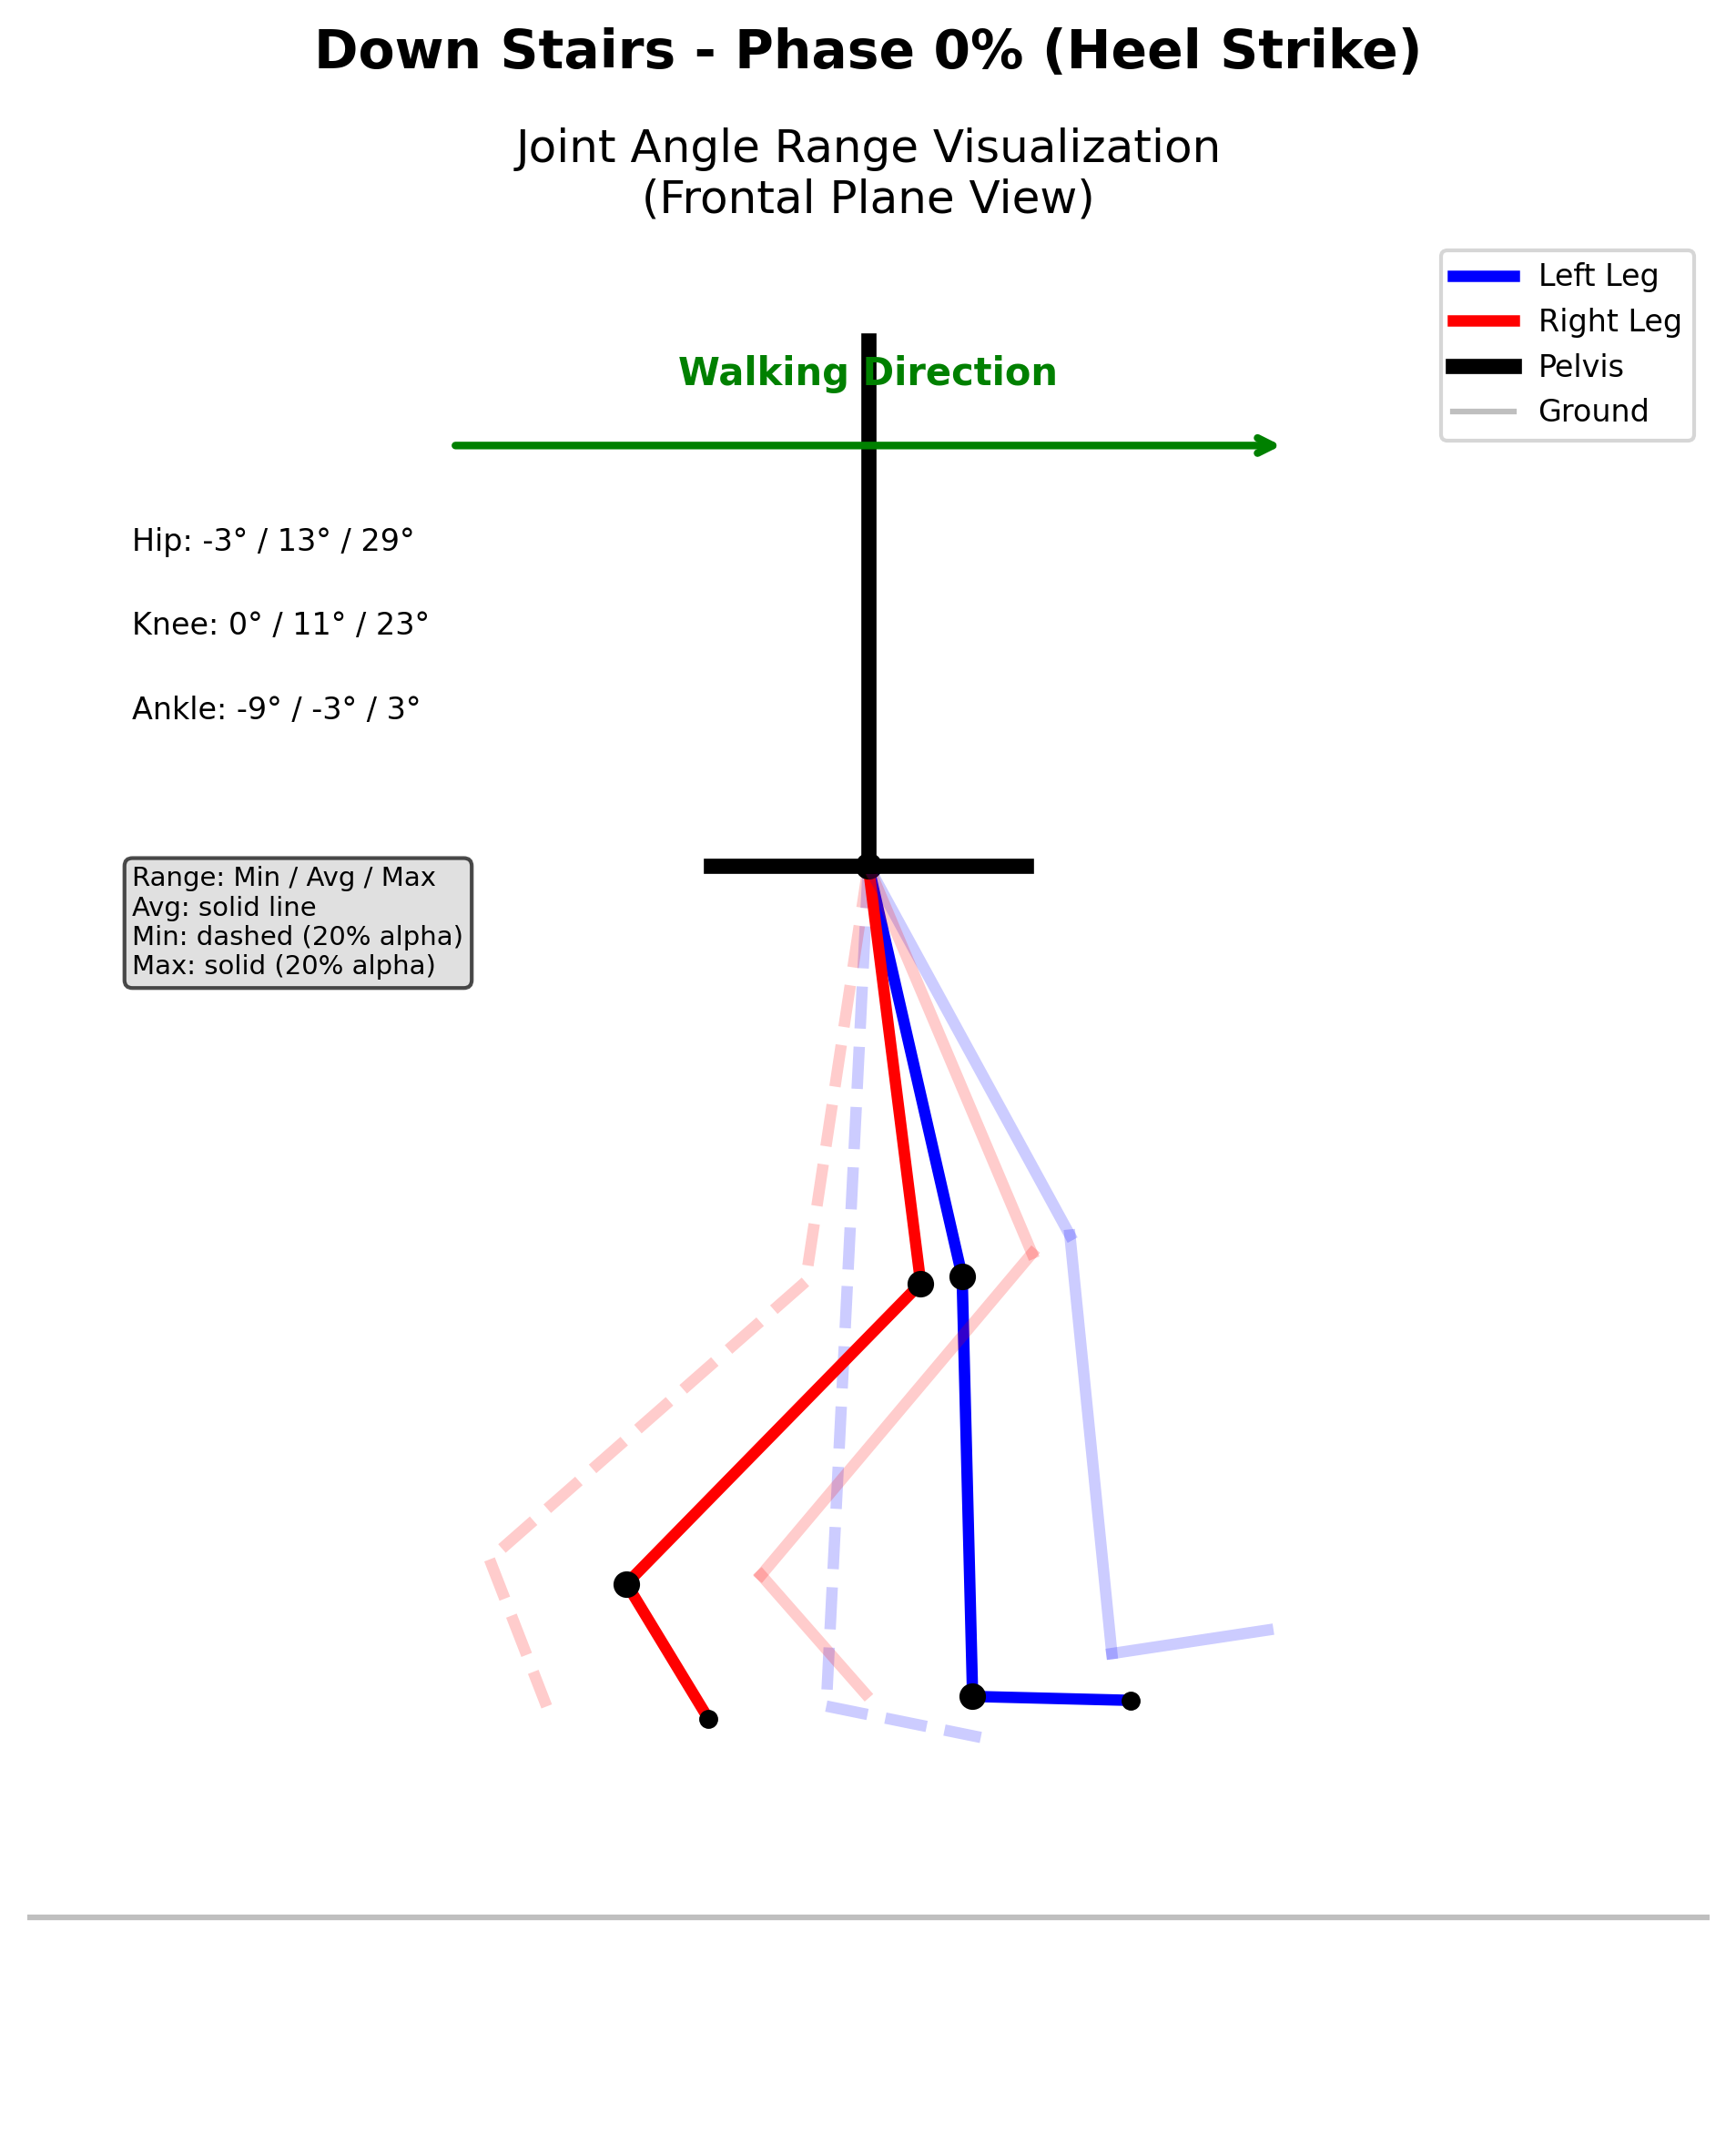 Down Stairs - Phase 0% (Heel Strike)
Joint Angle Range Visualization
(Frontal Plane View)
Left Leg
Right Leg
Pelvis
Ground
Walking Direction
Hip: -3° / 13° / 29°
Knee: 0° / 11° / 23°
Ankle: -9° / -3° / 3°
Range: Min / Avg / Max
Avg: solid line
Min: dashed (20% alpha)
Max: solid (20% alpha)